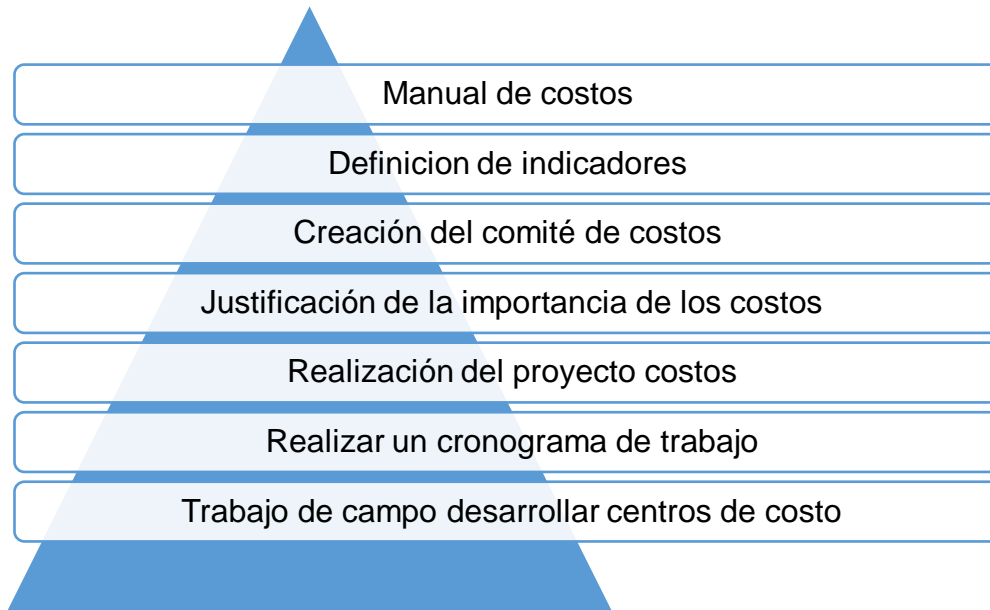 Manual de costos
Definicion de indicadores
Creación del comité de costos
Justificación de la importancia de los costos
Realización del proyecto costos
Realizar un cronograma de trabajo
Trabajo de campo desarrollar centros de costo